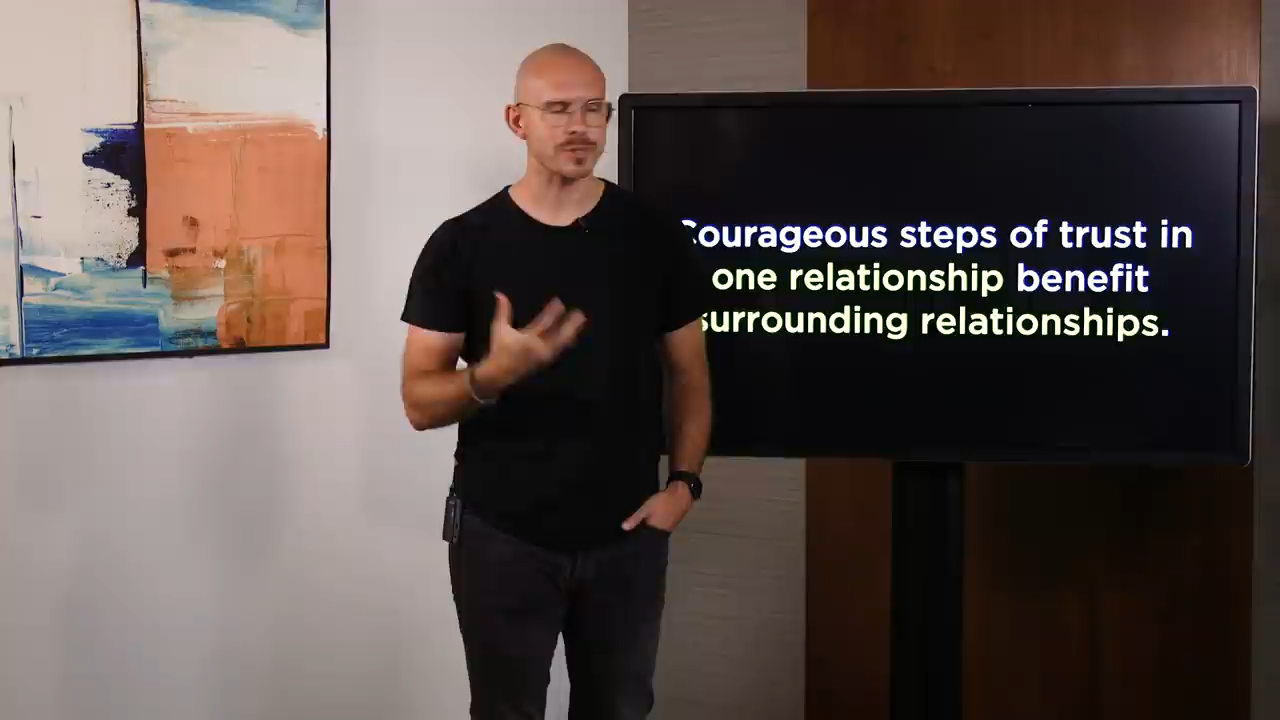 Courageous steps of trust in
one relationship benefit
surrounding relationships.